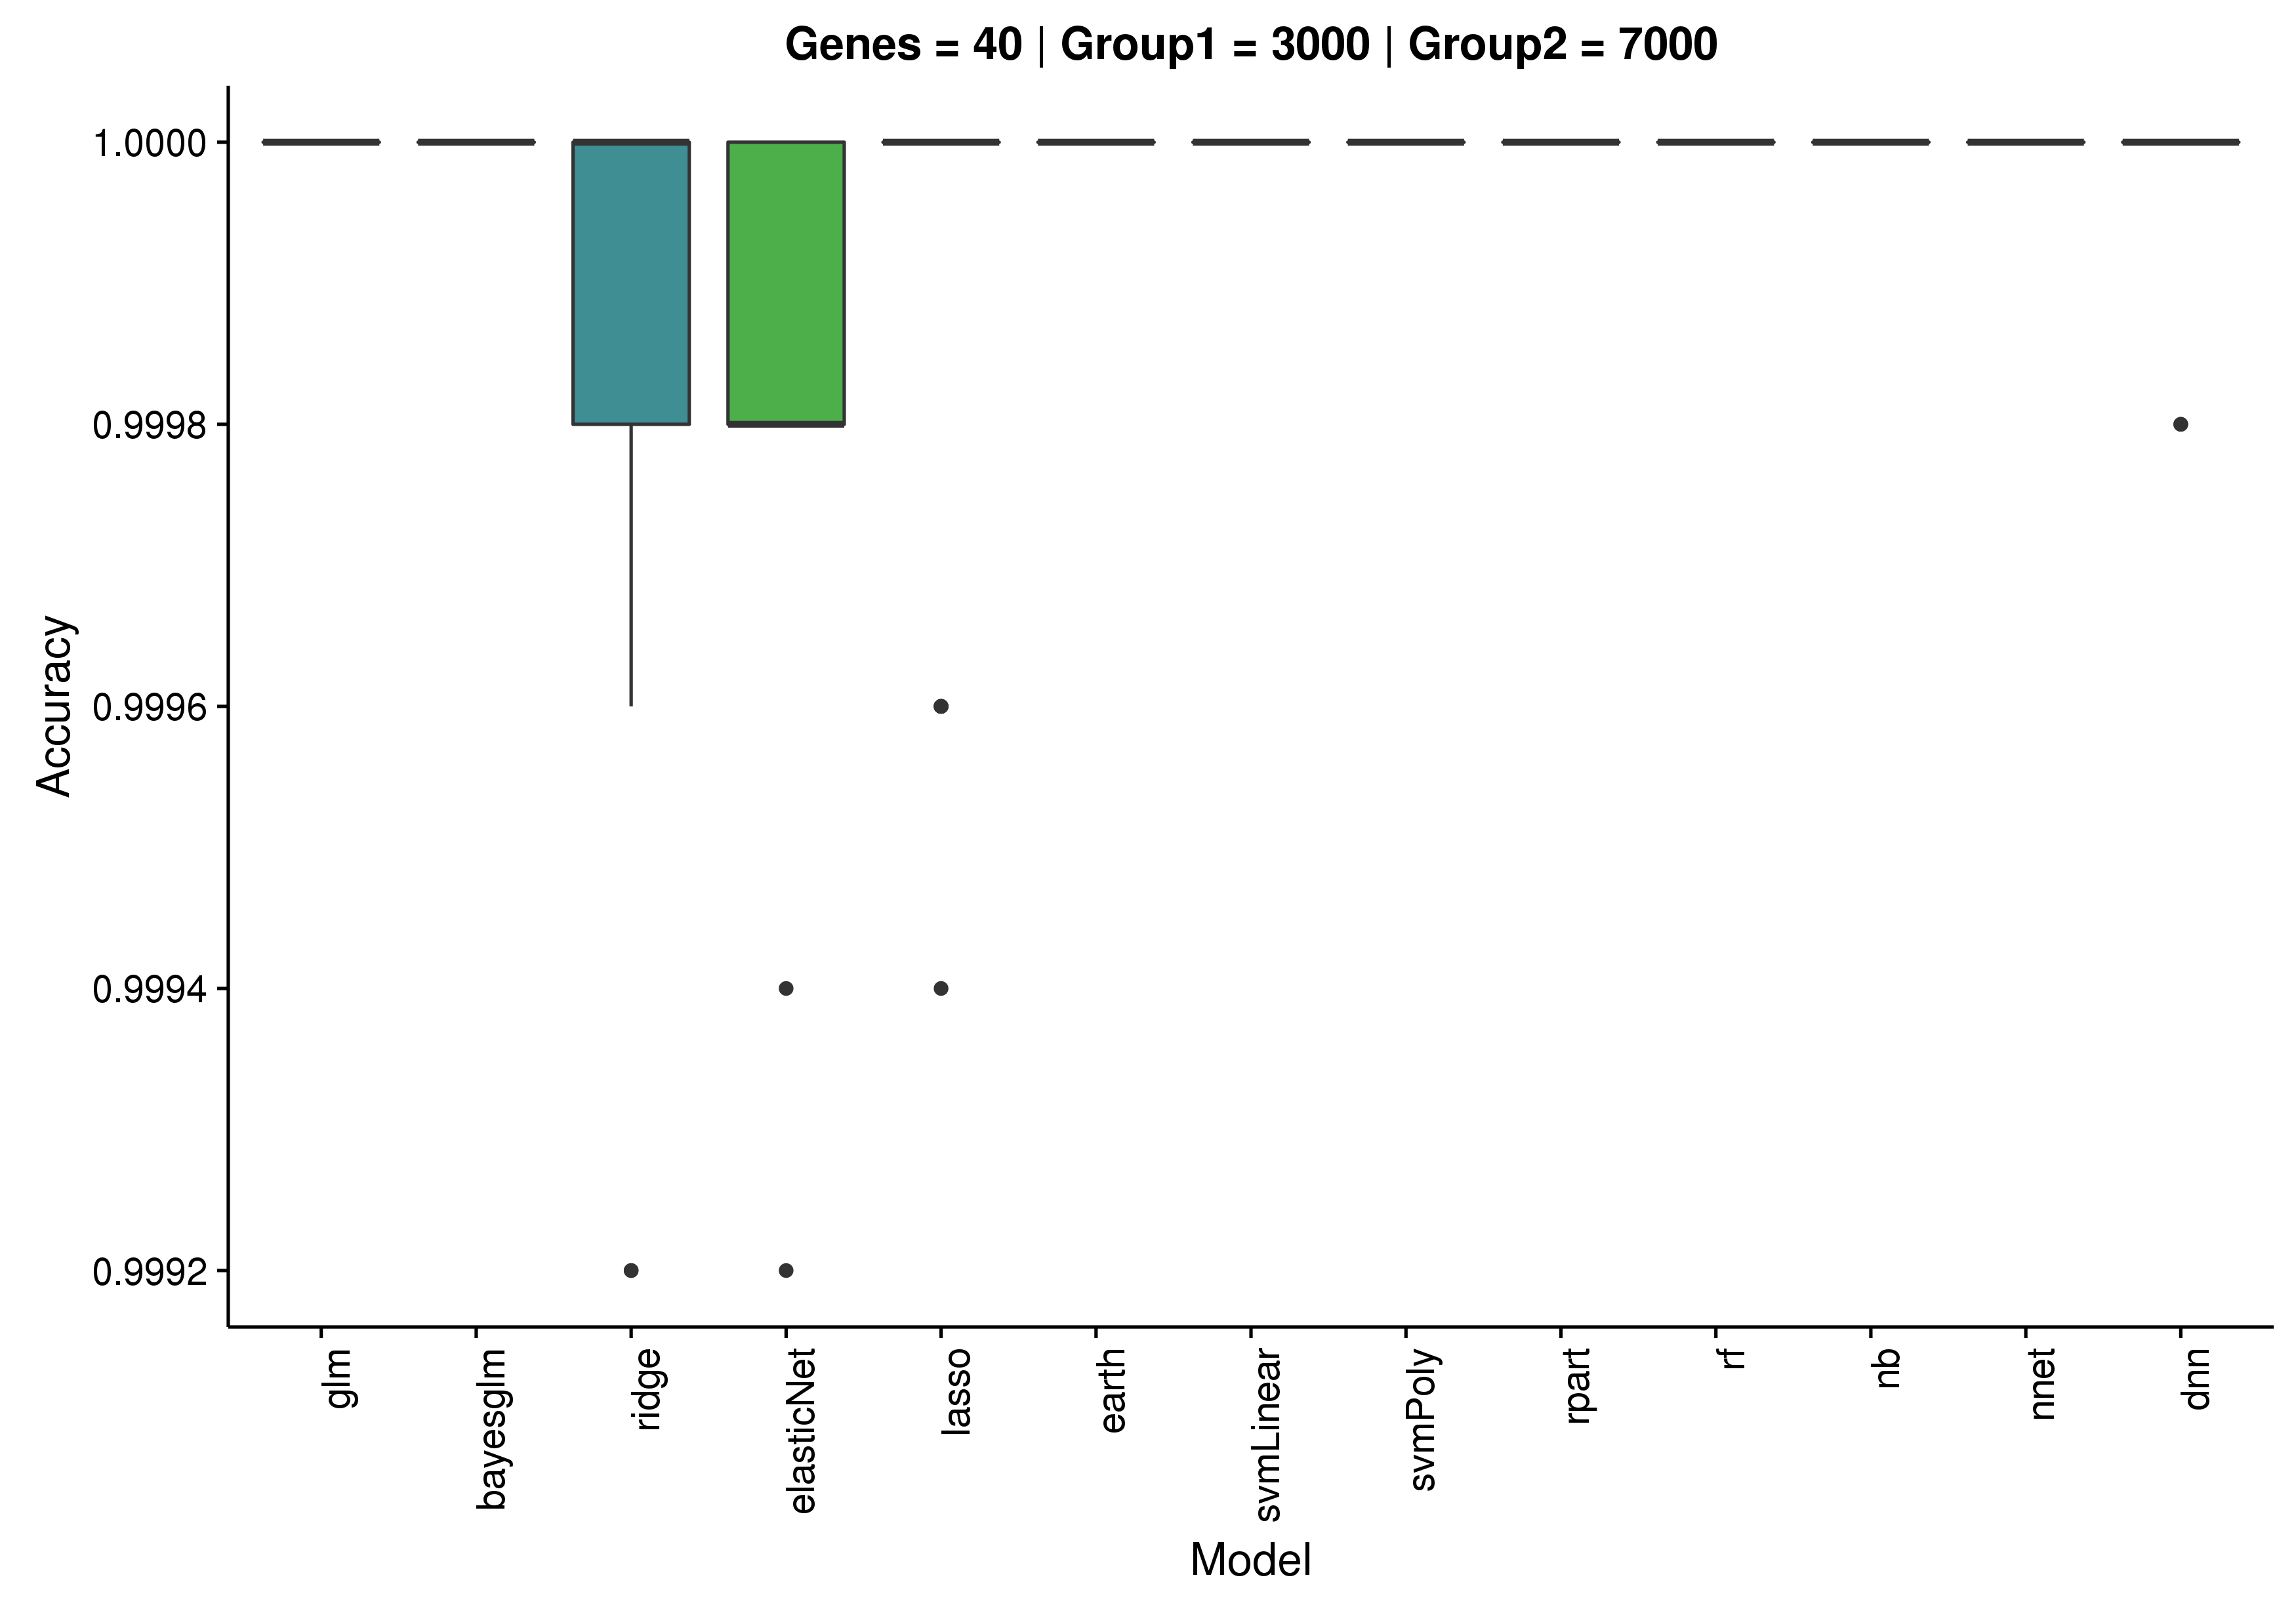 Genes = 40 | Group1 = 3000 | Group2 = 7000
Accuracy
1.0000
0.9998
0.9996
0.9994
0.9992
glm
bayesglm
ridge
elasticNet
lasso
earth
svmLinear
svmPoly
rpart
rf
nb
nnet
dnn
Model